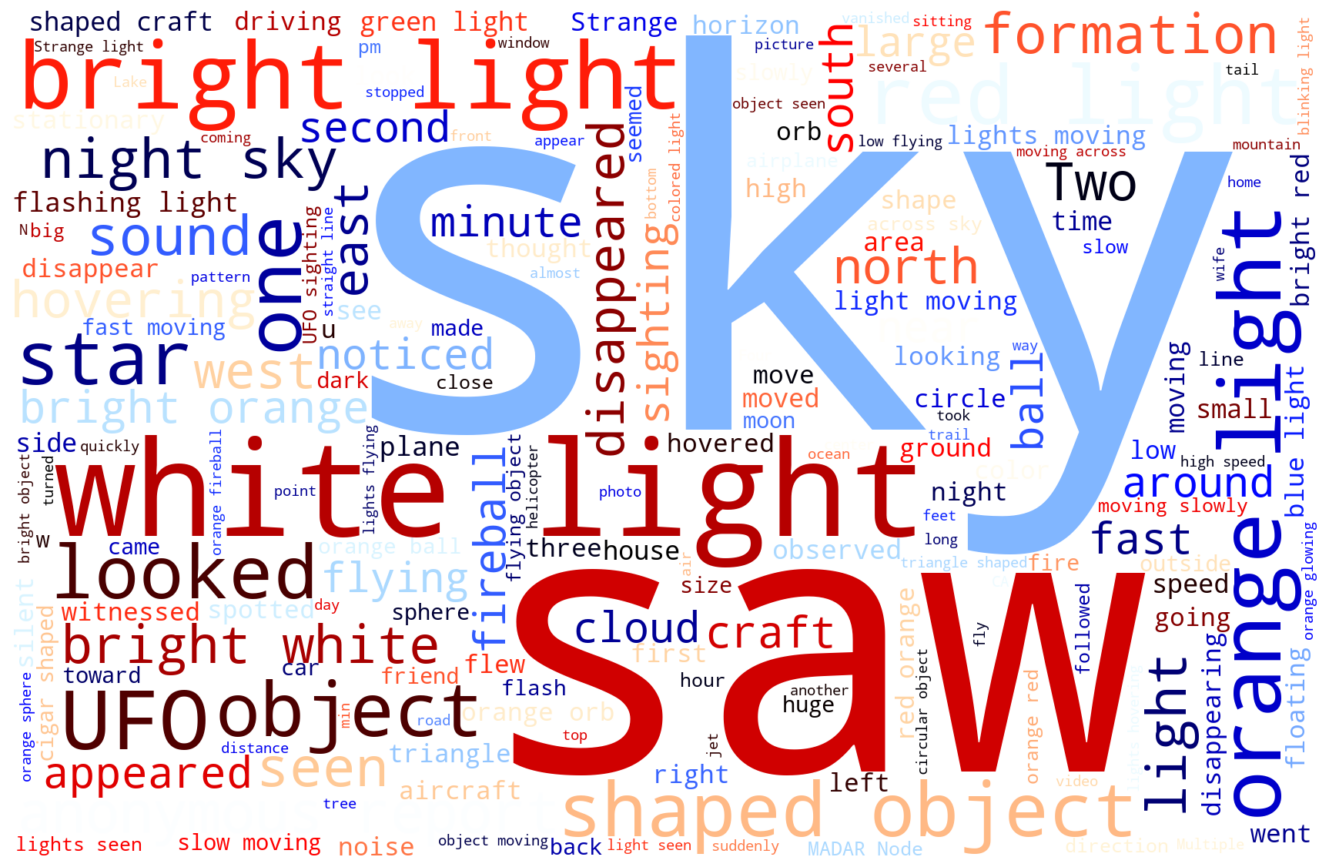 shaped craft
driving
green light
Strange
horizon
vanished
sitting
large
formation
Strange light
pm
window
picture
tail
bright light
sky
south
several
slowly
red light
blinking light
Lake
stopped
seemed
object seen
stationary
second
front
orb
low flying
lights moving
coming
appear
disappeared
moving across
mountain
night sky
airplane
Two
colored light
high
shape
home
bright red
flashing light
east
minute
across sky
time
N
big
sound
one
UFO sighting
straight line
thought
bottom
area
slow
wife
disappear
pattern
almost
sighting
north
hovering
see
away
light moving
fast moving
u
made
noticed
star
west
dark
close
move
looking
way
ball
moving
line
bright orange
moved
moon
circle
took
small
orange light
side
quickly
plane
hovered
trail
ground
ocean
low
high speed
blue light
bright object
turned
white light
lights flying
point
orange fireball
fireball
flying object
helicopter
photo
color
night
around
moving slowly
w
came
feet
long
fast
looked
orange ball
three
house
observed
triangle shaped
fire
outside
orange glowing
flying
air
size
saw
speed
witnessed
spotted
day
sphere
cloud
craft
fly
followed
going
silent
cigar shaped
bright white
first
toward
car
friend
flew
flash
hour
another
huge
red orange
circular object
orange red
light
disappearing
floating
orange sphere
UFO
object
min
road
orange orb
top
jet
distance
triangle
appeared
seen
aircraft
right
left
video
tree
shaped object
went
lights seen
slow moving
noise
object moving
back
light seen
suddenly
MADAR Node
direction
Multiple